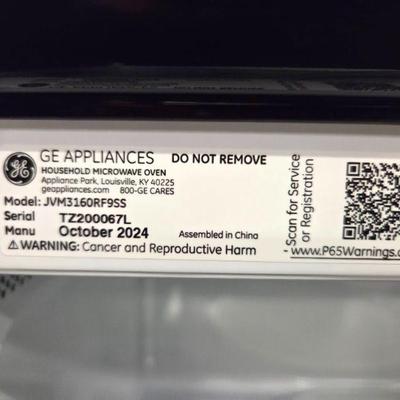 GE APPLIANCES DO NOT REMOVE
HOUSEHOLD MICROWAVE OVEN
Appliance Park, Louisville, KY 40225
geappliances.com 800-GE CARES
Model: JVM3160RF9SS
Serial TZ200067L
Manu October 2024 Assembled in China
⚠WARNING: Cancer and Reproductive Harm - www.P65Warnings.c
Scan for Service
or Registration